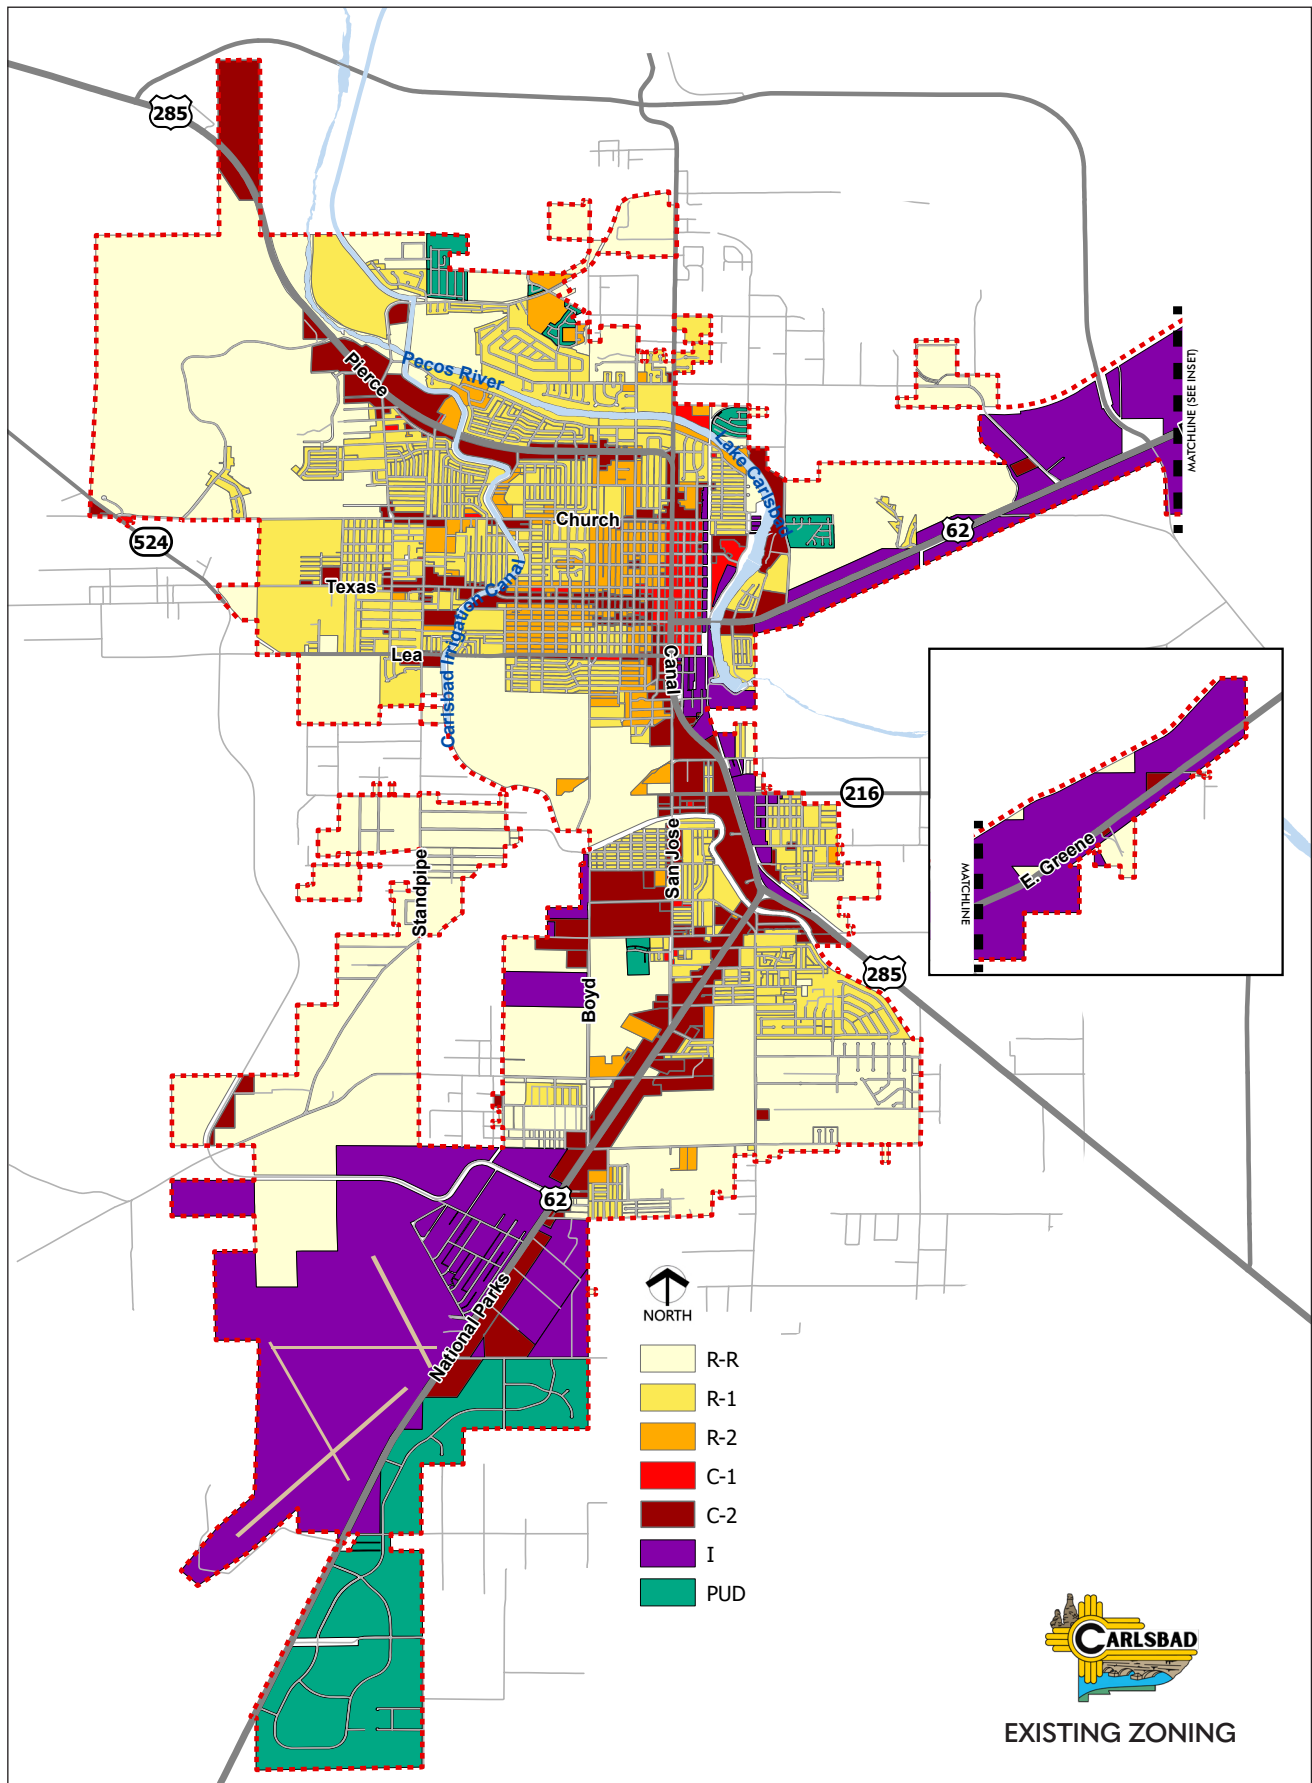 285
Pierce
Pecos River
MATCHLINE (SEE INSET)
Lake Carlsbad
Church
62
524
Texas
Carlsbad Irrigation Canal
Lea
Canal
216
San Jose
Standpipe
E. Greene
MATCHLINE
285
Boyd
62
National Parks
NORTH
R-R
R-1
R-2
C-1
C-2
I
PUD
CARLSBAD
EXISTING ZONING